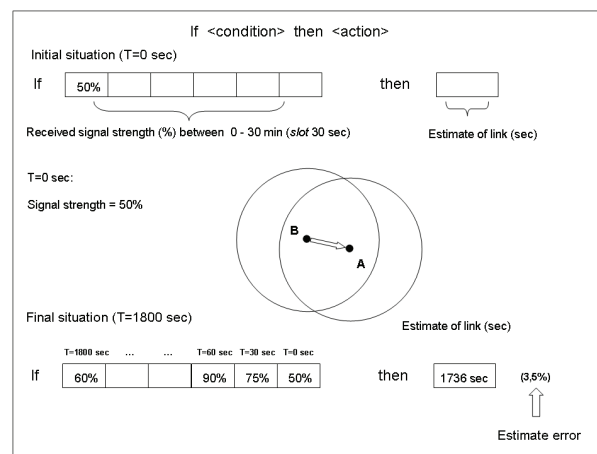 If <condition> then <action>
Initial situation (T=0 sec)
If 50% then
Received signal strength (%) between 0 - 30 min (slot 30 sec) Estimate of link (sec)
T=0 sec:
Signal strength = 50%
B
A
Final situation (T=1800 sec)
Estimate of link (sec)
T=1800 sec ... ... T=60 sec T=30 sec T=0 sec
If 60% 90% 75% 50% then 1736 sec (3,5%)
Estimate error